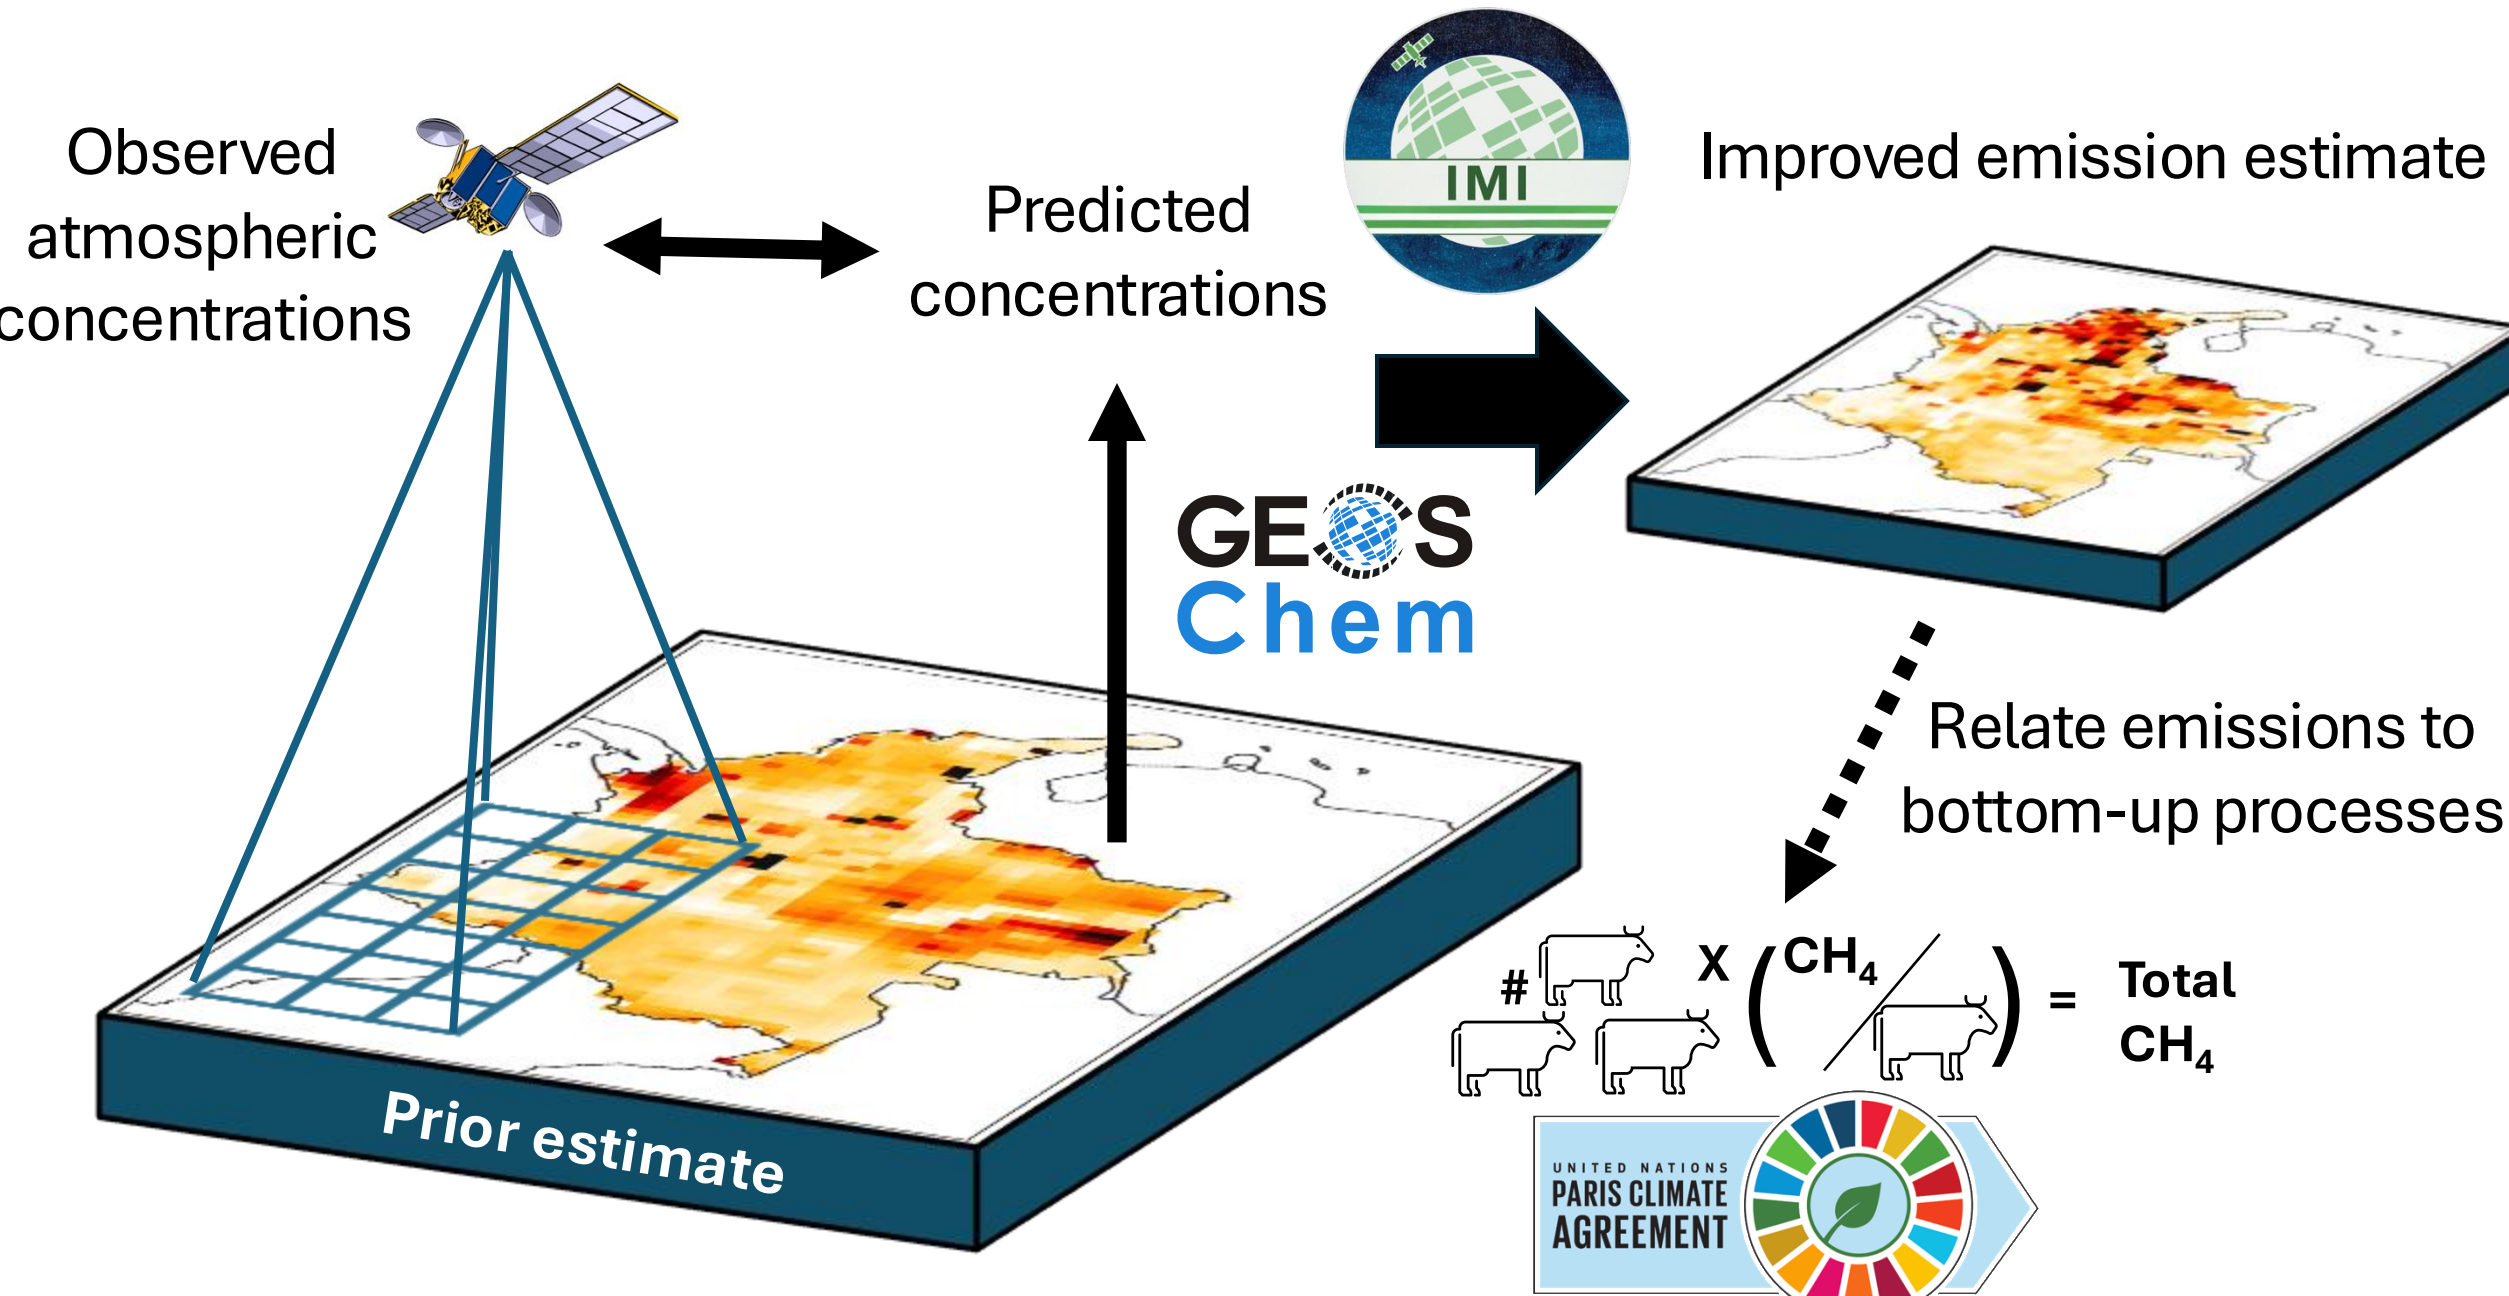 Observed
atmospheric
concentrations
Predicted
concentrations
IMI
Improved emission estimate
GEOS
Chem
Relate emissions to
bottom-up processes
# X ( CH₄ / ) = Total
CH₄
Prior estimate
UNITED NATIONS
PARIS CLIMATE
AGREEMENT